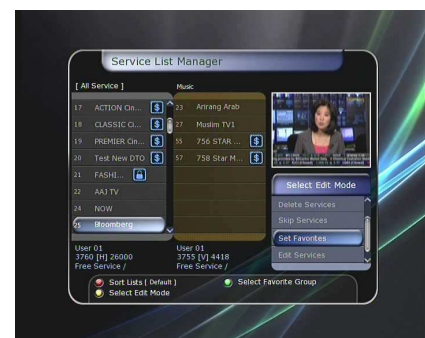 Service List Manager
[ All Service ]
Music
17 ACTION Cin... $
18 CLASSIC Ci... $
19 PREMIER Cin... $
20 Test New DTO $
21 FASHI...
22 AAJ TV
24 NOW
25 Bloomberg
23 Arirang Arab
27 Muslim TV1
55 756 STAR ... $
57 758 Star M... $
Select Edit Mode
Delete Services
Skip Services
Set Favorites
Edit Services
User 01
3760 [H] 26000
Free Service /
User 01
3755 [V] 4418
Free Service /
Sort Lists [ Default ]
Select Favorite Group
Select Edit Mode